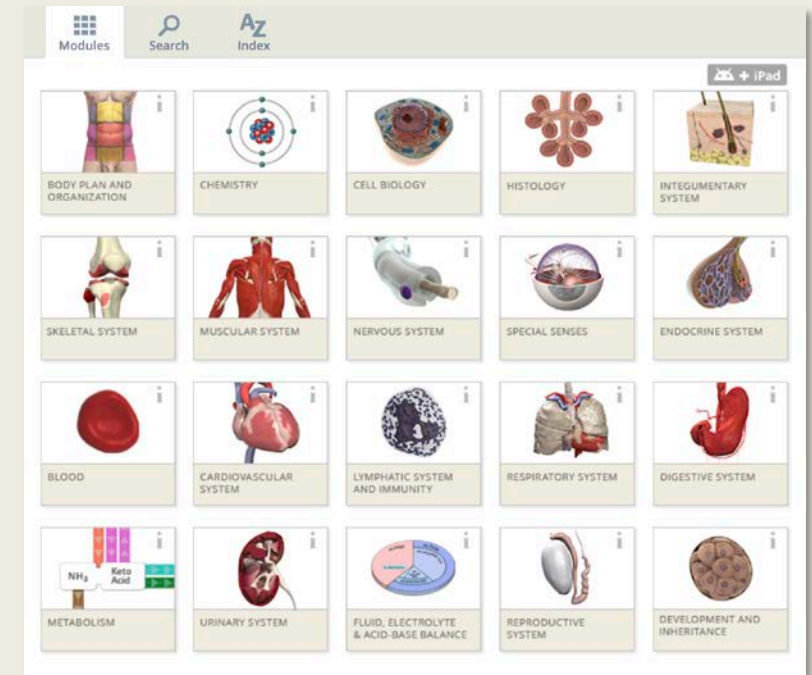 Modules
Search
AZ
Index
+ iPad
BODY PLAN AND
ORGANIZATION
CHEMISTRY
CELL BIOLOGY
HISTOLOGY
INTEGUMENTARY
SYSTEM
SKELETAL SYSTEM
MUSCULAR SYSTEM
NERVOUS SYSTEM
SPECIAL SENSES
ENDOCRINE SYSTEM
BLOOD
CARDIOVASCULAR
SYSTEM
LYMPHATIC SYSTEM
AND IMMUNITY
RESPIRATORY SYSTEM
DIGESTIVE SYSTEM
NH3
Keto
Acid
METABOLISM
URINARY SYSTEM
FLUID, ELECTROLYTE
& ACID-BASE BALANCE
REPRODUCTIVE
SYSTEM
DEVELOPMENT AND
INHERITANCE